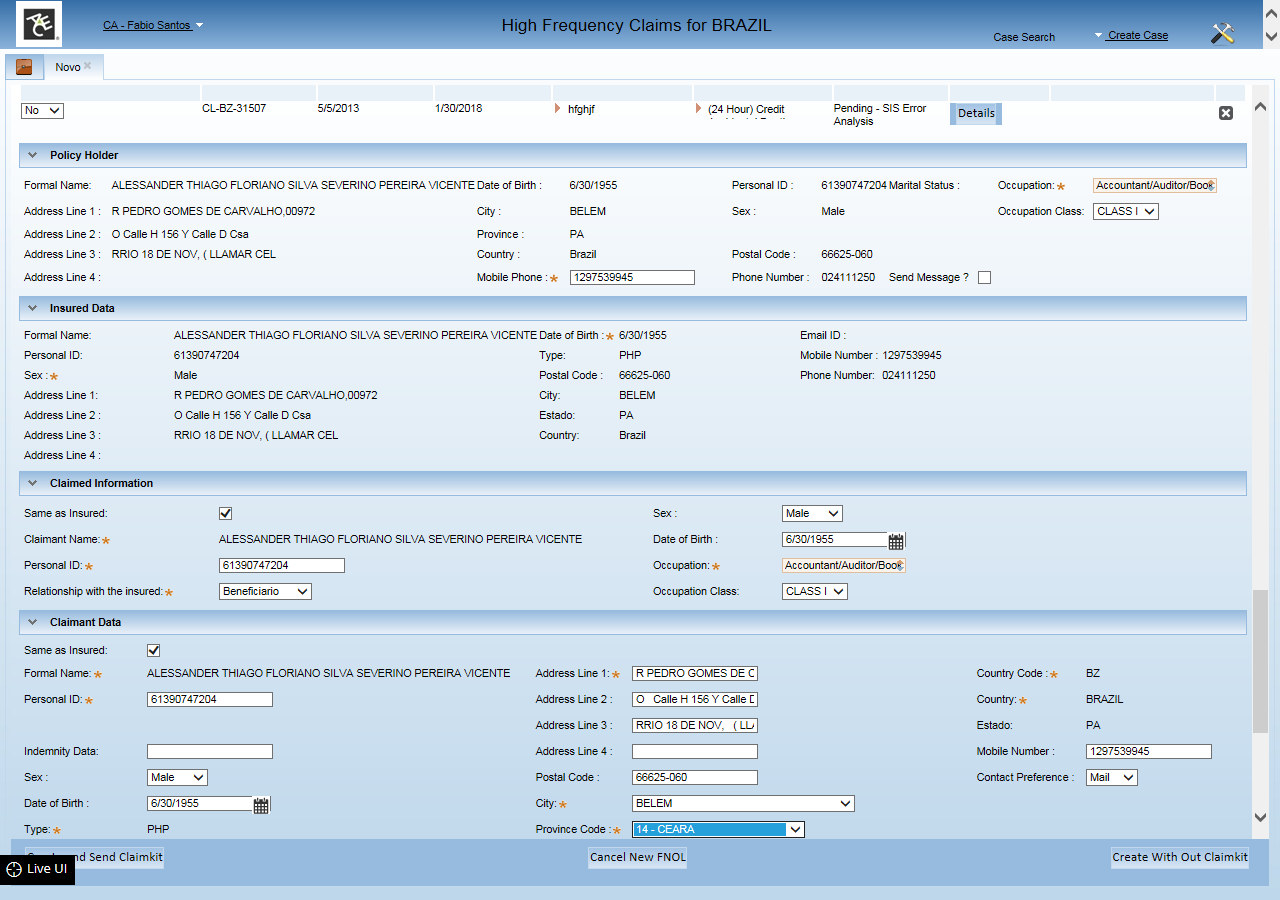 ACE
CA - Fabio Santos
High Frequency Claims for BRAZIL
Case Search
Create Case
Novo
No CL-BZ-31507 5/5/2013 1/30/2018 hfghjf (24 Hour) Credit Pending - SIS Error Analysis Details
Policy Holder
Formal Name: ALESSANDER THIAGO FLORIANO SILVA SEVERINO PEREIRA VICENTE Date of Birth : 6/30/1955 Personal ID : 61390747204 Marital Status : Occupation: * Accountant/Auditor/Book
Address Line 1 : R PEDRO GOMES DE CARVALHO,00972 City : BELEM Sex : Male Occupation Class: CLASS I
Address Line 2 : O Calle H 156 Y Calle D Csa Province : PA
Address Line 3 : RRIO 18 DE NOV, ( LLAMAR CEL Country : Brazil Postal Code : 66625-060
Address Line 4 : Mobile Phone : * 1297539945 Phone Number : 024111250 Send Message ?
Insured Data
Formal Name: ALESSANDER THIAGO FLORIANO SILVA SEVERINO PEREIRA VICENTE Date of Birth : * 6/30/1955 Email ID :
Personal ID: 61390747204 Type: PHP Mobile Number : 1297539945
Sex : * Male Postal Code : 66625-060 Phone Number: 024111250
Address Line 1: R PEDRO GOMES DE CARVALHO,00972 City: BELEM
Address Line 2 : O Calle H 156 Y Calle D Csa Estado: PA
Address Line 3 : RRIO 18 DE NOV, ( LLAMAR CEL Country: Brazil
Address Line 4 :
Claimed Information
Same as Insured: Sex : Male
Claimant Name: * ALESSANDER THIAGO FLORIANO SILVA SEVERINO PEREIRA VICENTE Date of Birth : 6/30/1955
Personal ID: * 61390747204 Occupation: * Accountant/Auditor/Book
Relationship with the insured: * Beneficiario Occupation Class: CLASS I
Claimant Data
Same as Insured:
Formal Name: * ALESSANDER THIAGO FLORIANO SILVA SEVERINO PEREIRA VICENTE Address Line 1: * R PEDRO GOMES DE C Country Code : * BZ
Personal ID: * 61390747204 Address Line 2 : O Calle H 156 Y Calle D Country: * BRAZIL
Address Line 3 : RRIO 18 DE NOV, ( LLA Estado: PA
Indemnity Data: Address Line 4 : Mobile Number : 1297539945
Sex : Male Postal Code : 66625-060 Contact Preference : Mail
Date of Birth : 6/30/1955 City: * BELEM
Type: * PHP Province Code : * 14 - CEARA
nd Send Claimkit Cancel New FNOL Create With Out Claimkit
Live UI